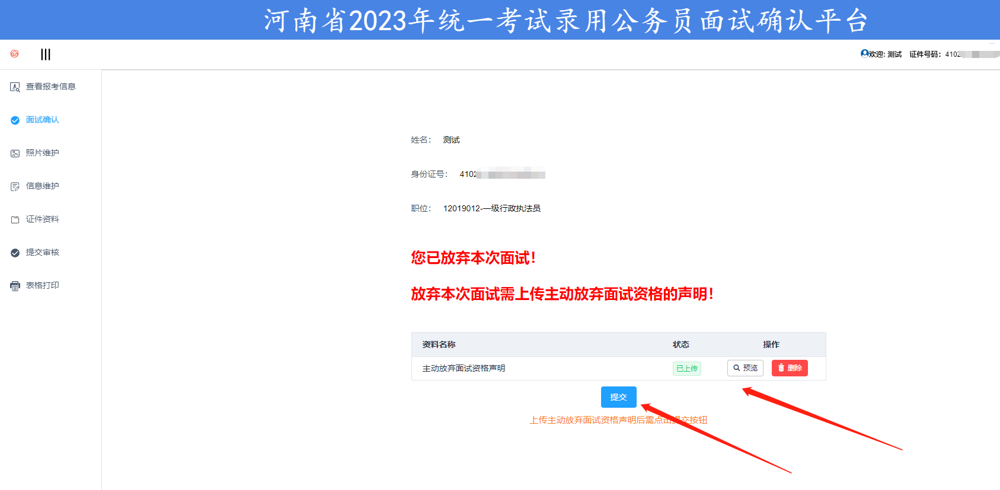 河南省2023年统一考试录用公务员面试确认平台
欢迎: 测试 证件号码: 4102
查看报考信息
面试确认
照片维护
信息维护
证件资料
提交审核
表格打印
姓名: 测试
身份证号: 4102
职位: 12019012-一级行政执法员
您已放弃本次面试!
放弃本次面试需上传主动放弃面试资格的声明!
资料名称 状态 操作
主动放弃面试资格声明 已上传 预览 删除
提交
上传主动放弃面试资格声明后需点击提交按钮